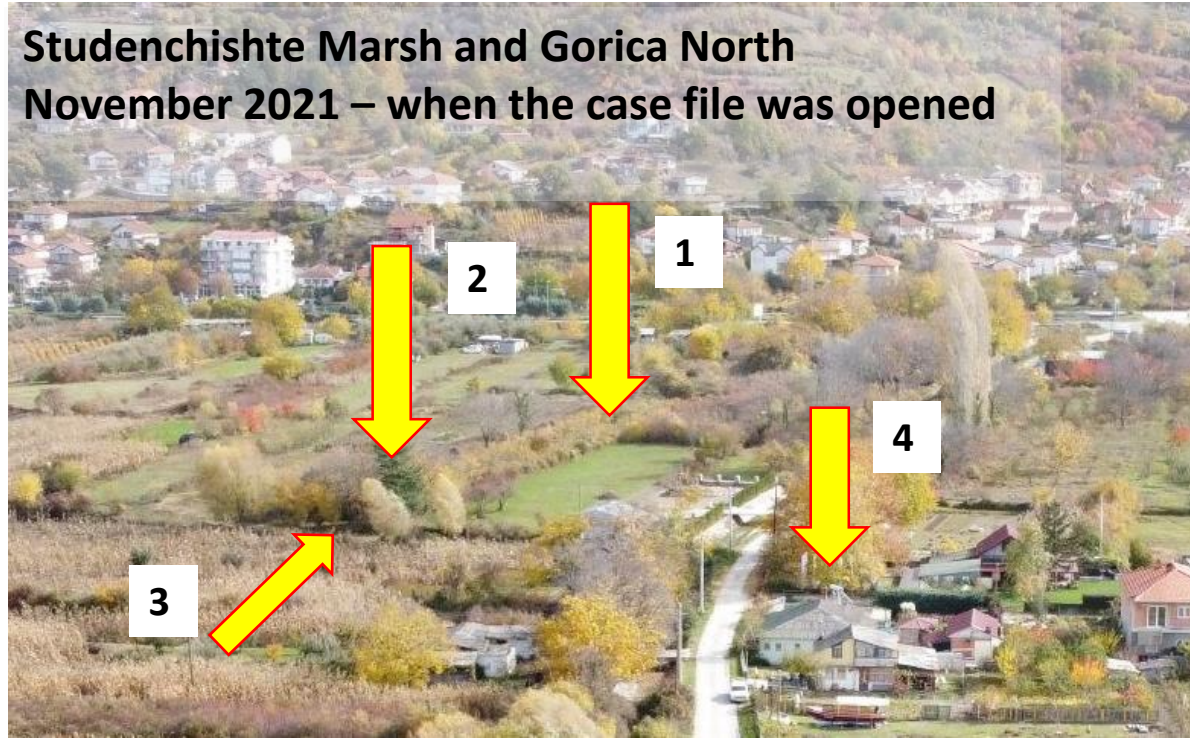 Studenchishte Marsh and Gorica North
November 2021 – when the case file was opened
1
2
4
3